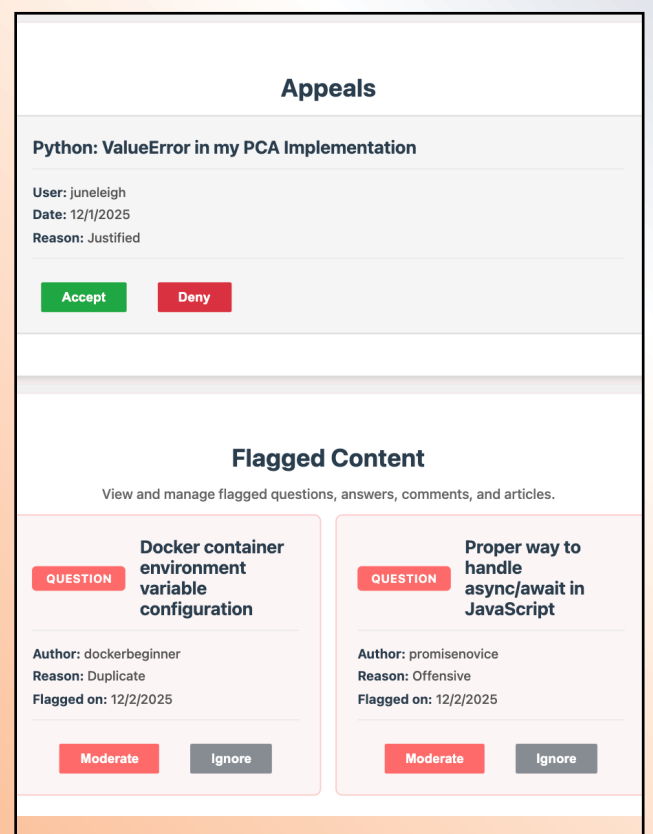 Appeals
Python: ValueError in my PCA Implementation
User: juneleigh
Date: 12/1/2025
Reason: Justified
Accept
Deny
Flagged Content
View and manage flagged questions, answers, comments, and articles.
QUESTION
Docker container
environment
variable
configuration
Author: dockerbeginner
Reason: Duplicate
Flagged on: 12/2/2025
Moderate
Ignore
QUESTION
Proper way to
handle
async/await in
JavaScript
Author: promisenovice
Reason: Offensive
Flagged on: 12/2/2025
Moderate
Ignore